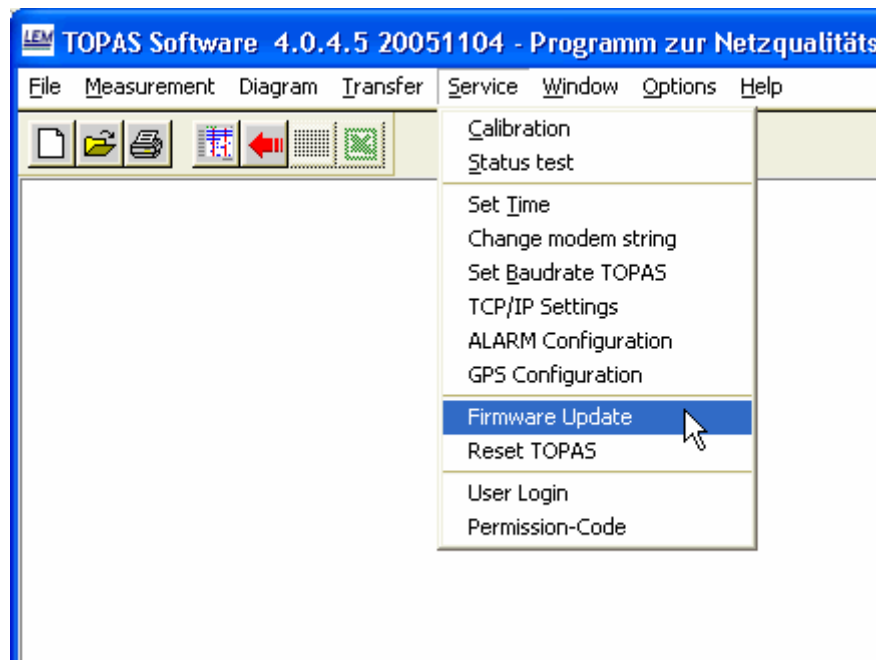 LEM TOPAS Software 4.0.4.5 20051104 - Programm zur Netzqualitäts
File Measurement Diagram Transfer Service Window Options Help
Calibration
Status test
Set Time
Change modem string
Set Baudrate TOPAS
TCP/IP Settings
ALARM Configuration
GPS Configuration
Firmware Update
Reset TOPAS
User Login
Permission-Code